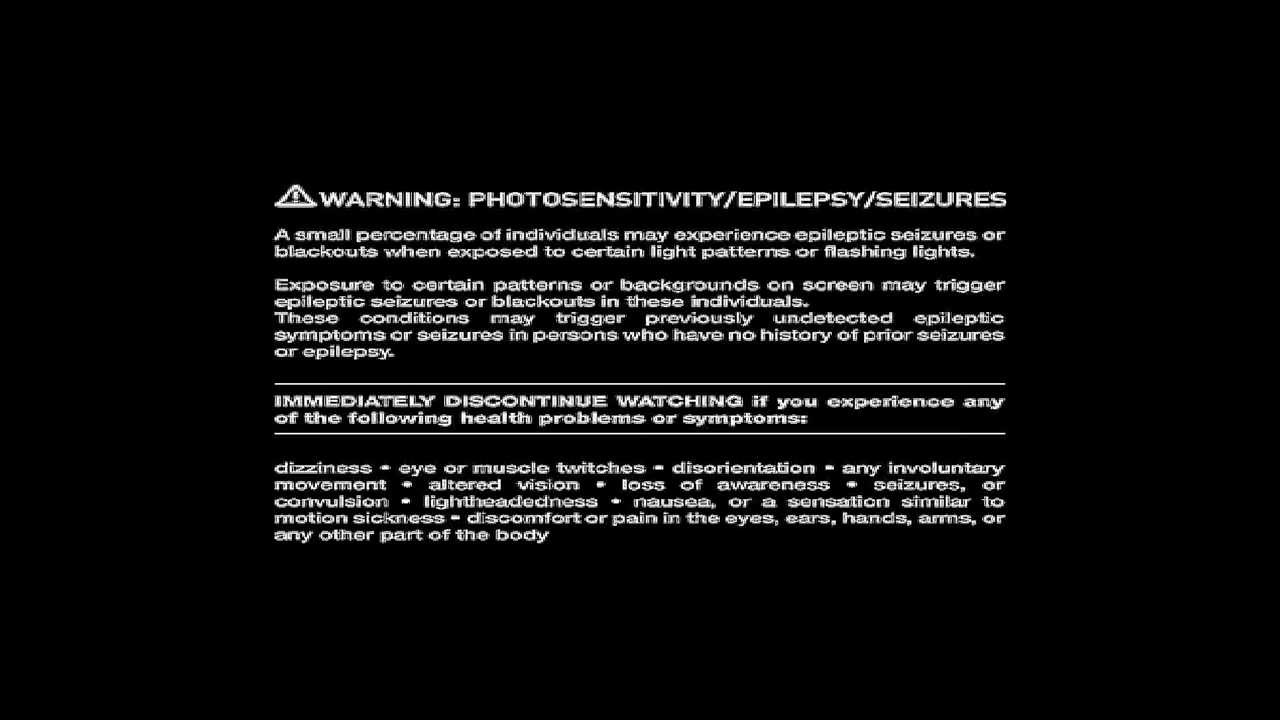 ⚠WARNING: PHOTOSENSITIVITY/EPILEPSY/SEIZURES
A small percentage of individuals may experience epileptic seizures or
blackouts when exposed to certain light patterns or flashing lights.
Exposure to certain patterns or backgrounds on screen may trigger
epileptic seizures or blackouts in these individuals.
These conditions may trigger previously undetected epileptic
symptoms or seizures in persons who have no history of prior seizures
or epilepsy.
IMMEDIATELY DISCONTINUE WATCHING if you experience any
of the following health problems or symptoms:
dizziness • eye or muscle twitches • disorientation • any involuntary
movement • altered vision • loss of awareness • seizures, or
convulsion • lightheadedness • nausea, or a sensation similar to
motion sickness • discomfort or pain in the eyes, ears, hands, arms, or
any other part of the body